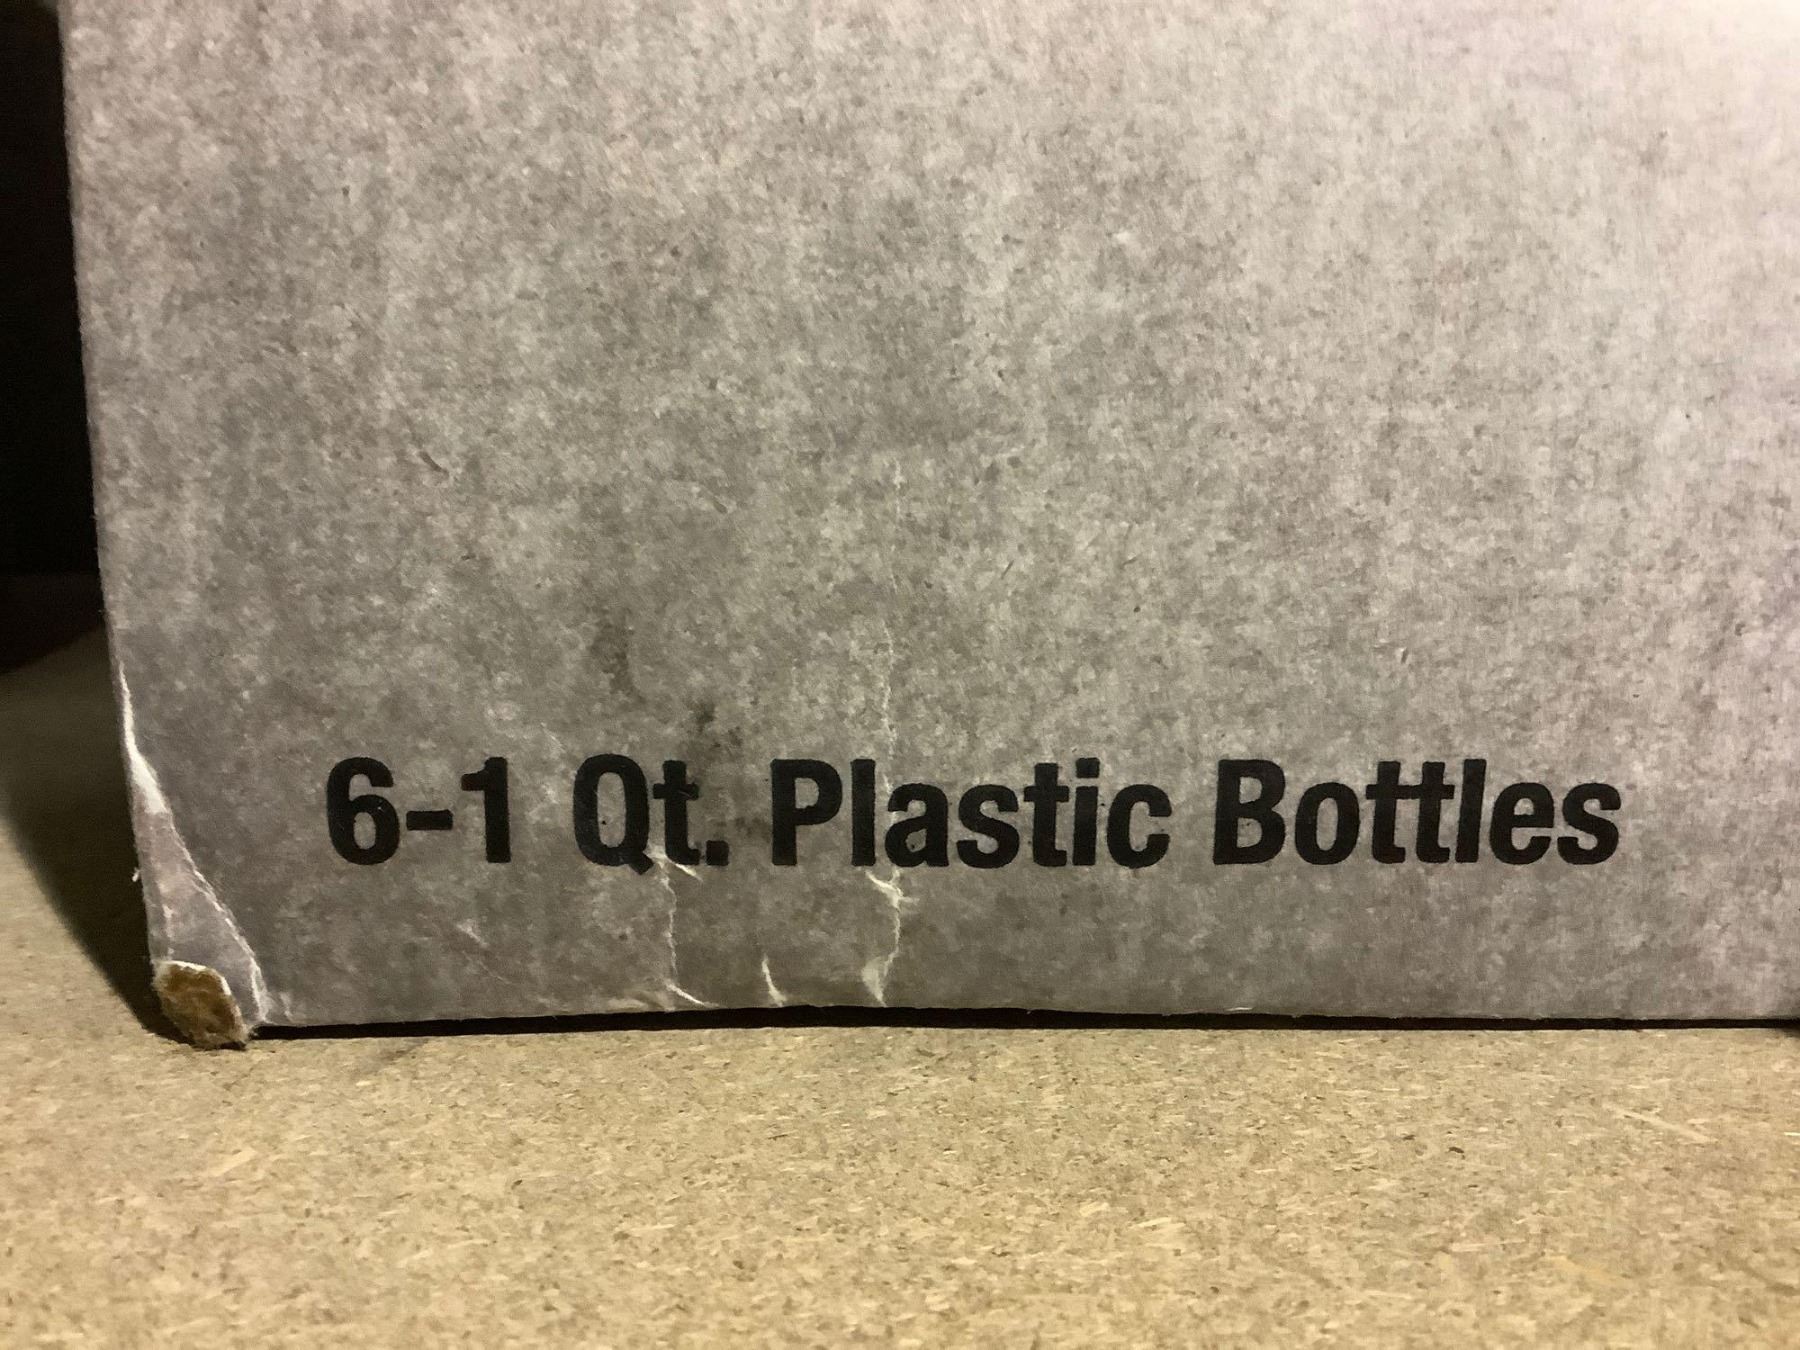 6-1 Qt. Plastic Bottles